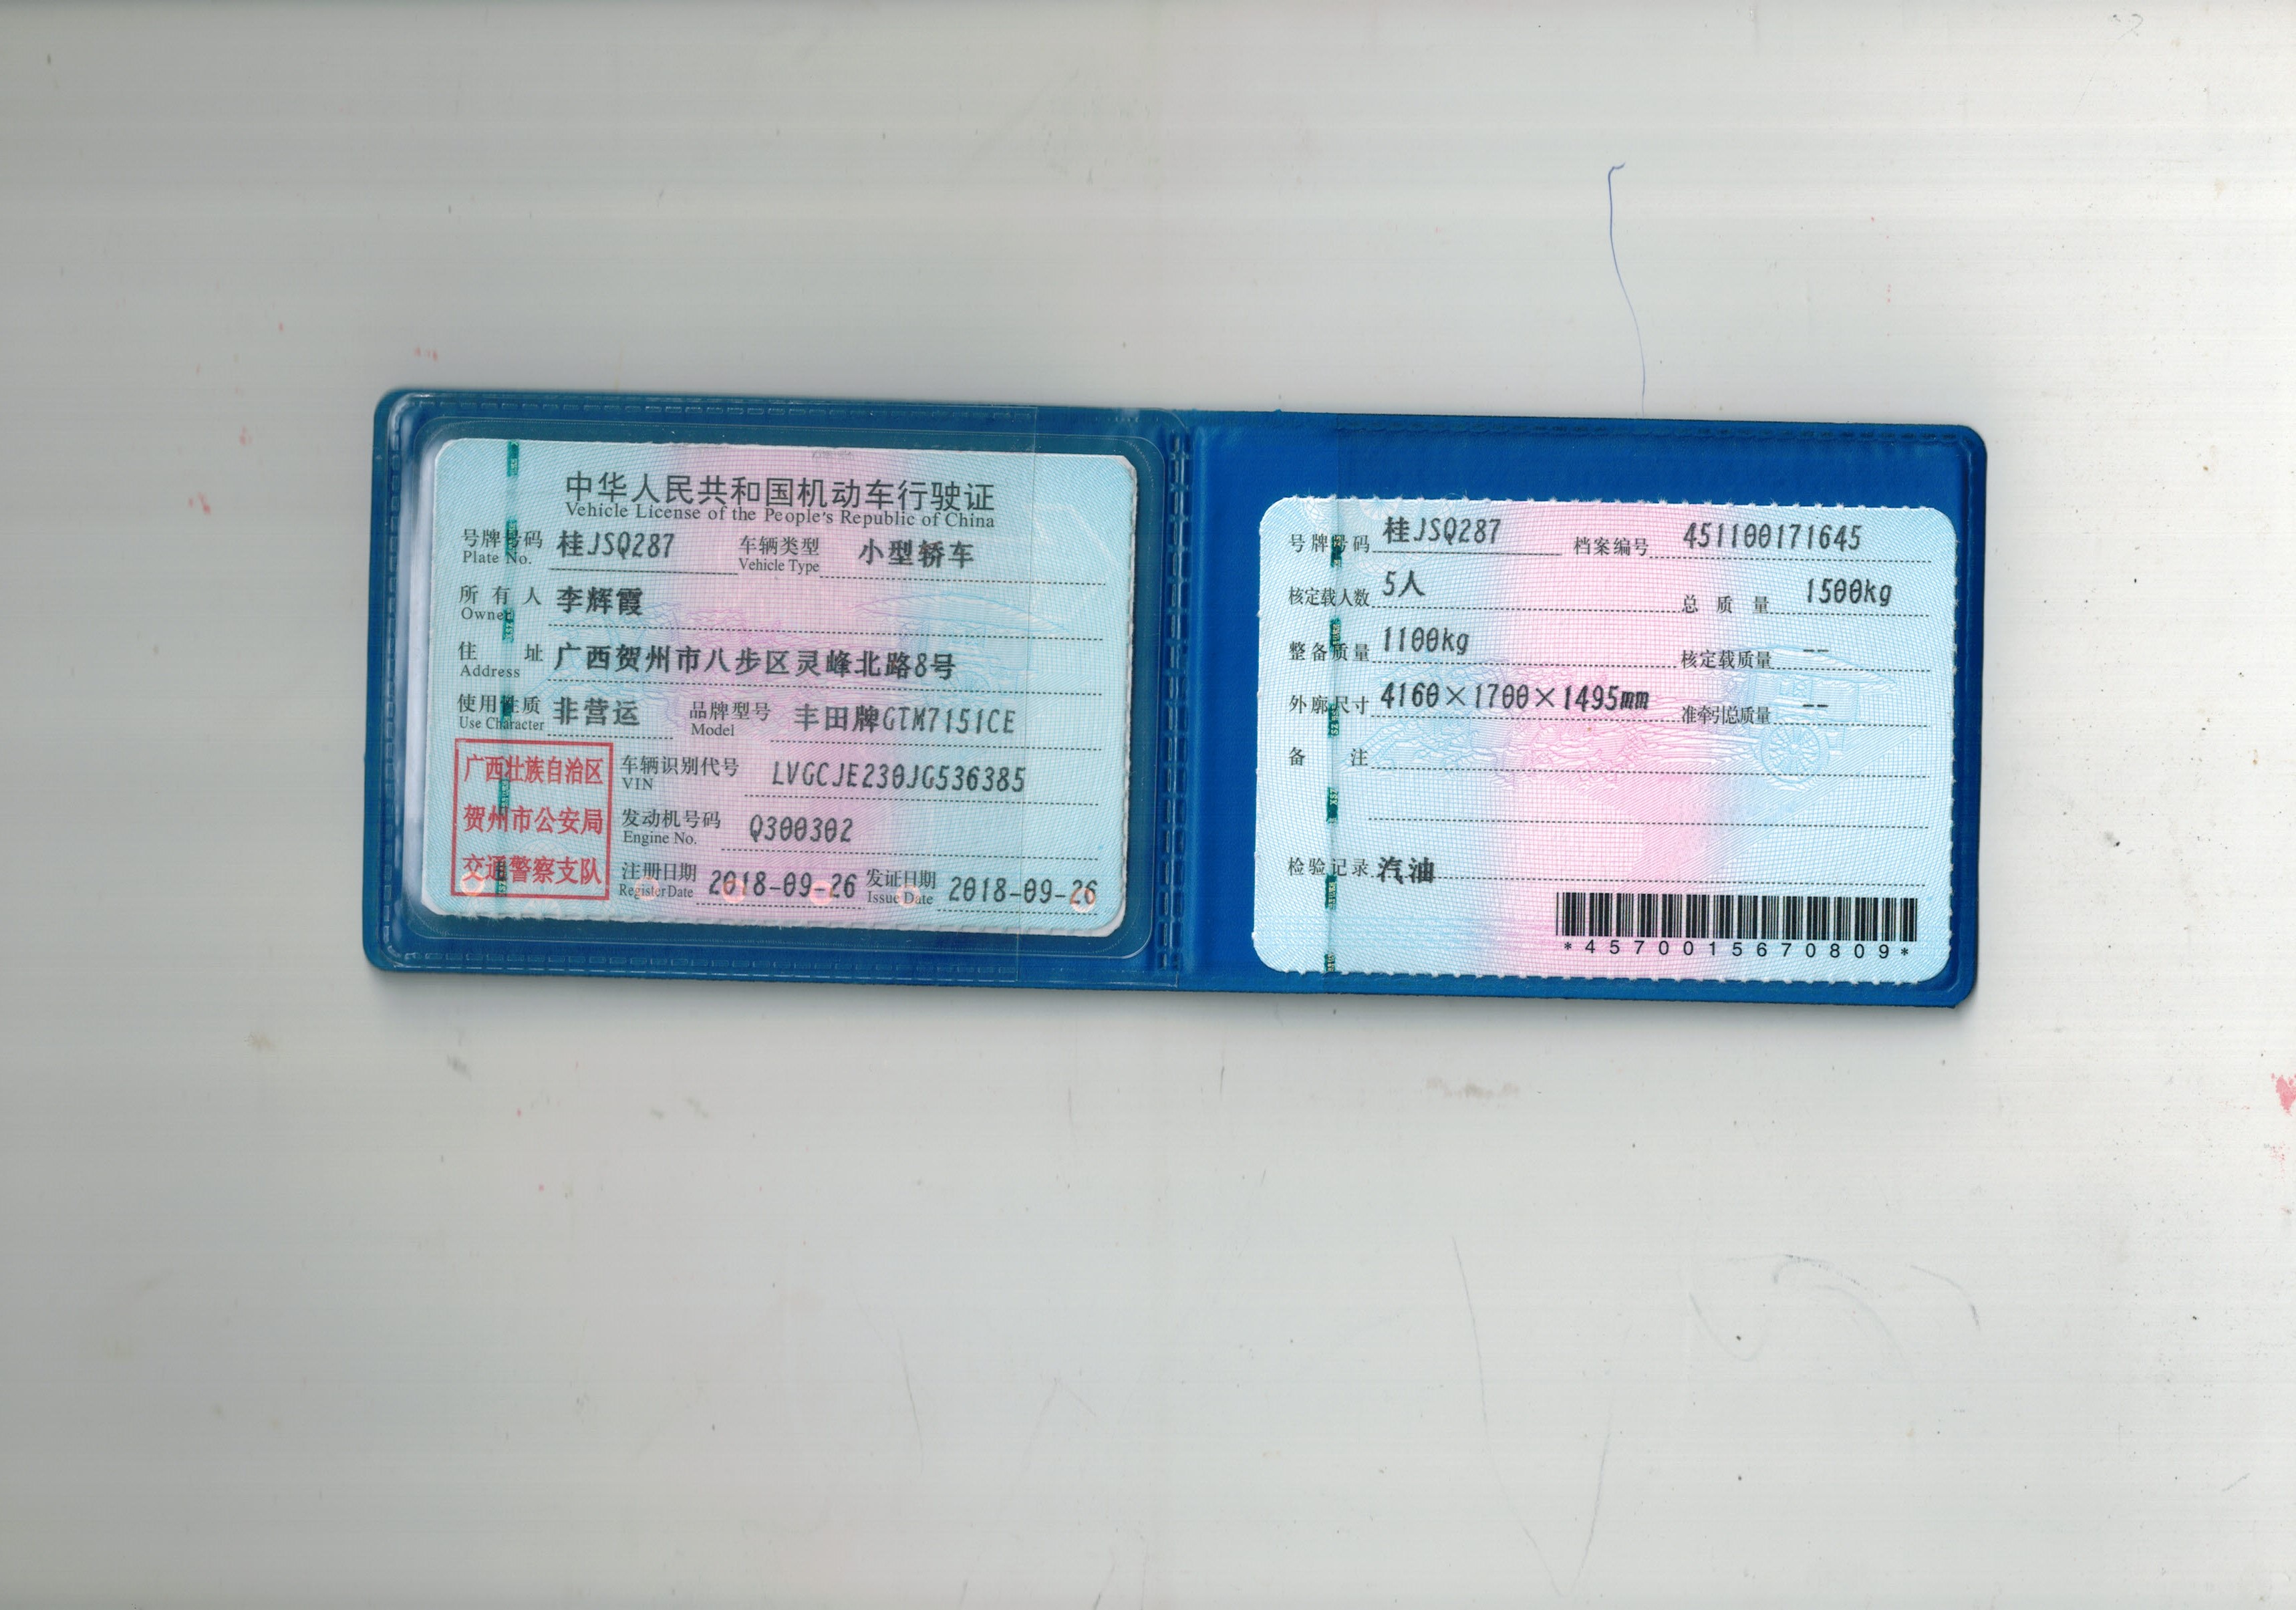 中华人民共和国机动车行驶证
Vehicle License of the People's Republic of China
号牌号码 桂JSQ287 车辆类型 小型轿车
Plate No. Vehicle Type
所有人 李辉霞
Owner
住址 广西贺州市八步区灵峰北路8号
Address
使用性质 非营运 品牌型号 丰田牌GTM7151CE
Use Character Model
广西壮族自治区
贺州市公安局
交通警察支队
车辆识别代号 LVGCJE230JG536385
VIN
发动机号码 Q300302
Engine No.
注册日期 2018-09-26 发证日期 2018-09-26
Register Date Issue Date
号牌号码 桂JSQ287 档案编号 451100171645
核定载人数 5人 总质量 1500kg
整备质量 1100kg 核定载质量 --
外廓尺寸 4160×1700×1495mm 准牵引总质量 --
备注
检验记录 汽油
*4570015670809*